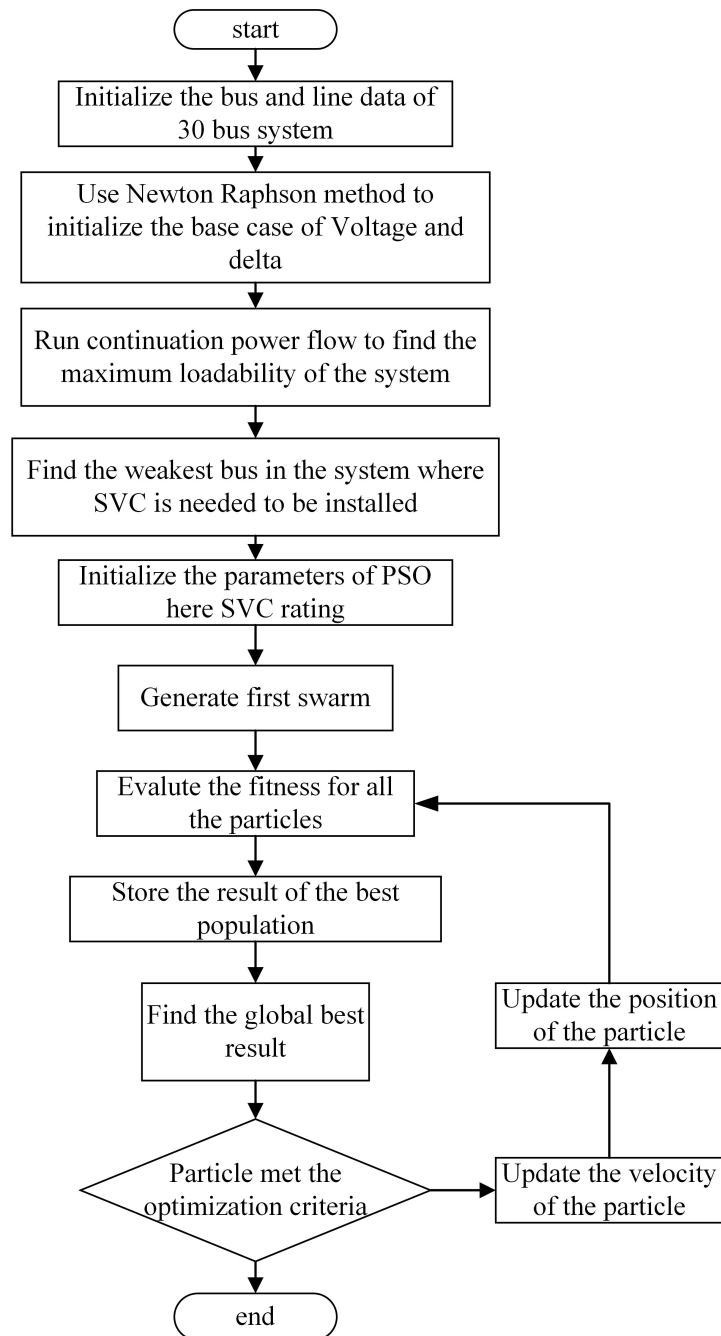 start
Initialize the bus and line data of
30 bus system
Use Newton Raphson method to
initialize the base case of Voltage and
delta
Run continuation power flow to find the
maximum loadability of the system
Find the weakest bus in the system where
SVC is needed to be installed
Initialize the parameters of PSO
here SVC rating
Generate first swarm
Evalute the fitness for all
the particles
Store the result of the best
population
Find the global best
result
Update the position
of the particle
Particle met the
optimization criteria
Update the velocity
of the particle
end